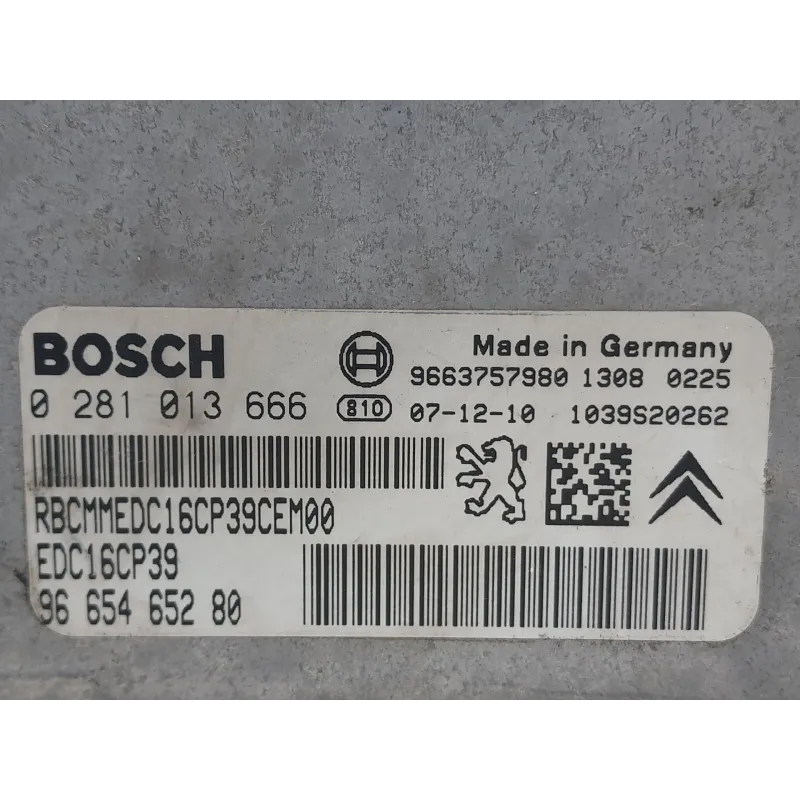 BOSCH
Made in Germany
9663757980 1308 0225
0 281 013 666 810 07-12-10 1039S20262
RBCMMEDC16CP39CEM00
EDC16CP39
96 654 652 80